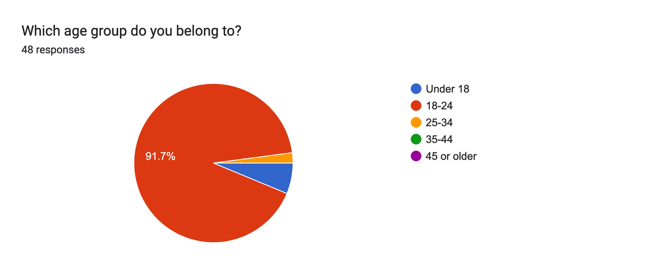 Which age group do you belong to?
48 responses
91.7%
Under 18
18-24
25-34
35-44
45 or older